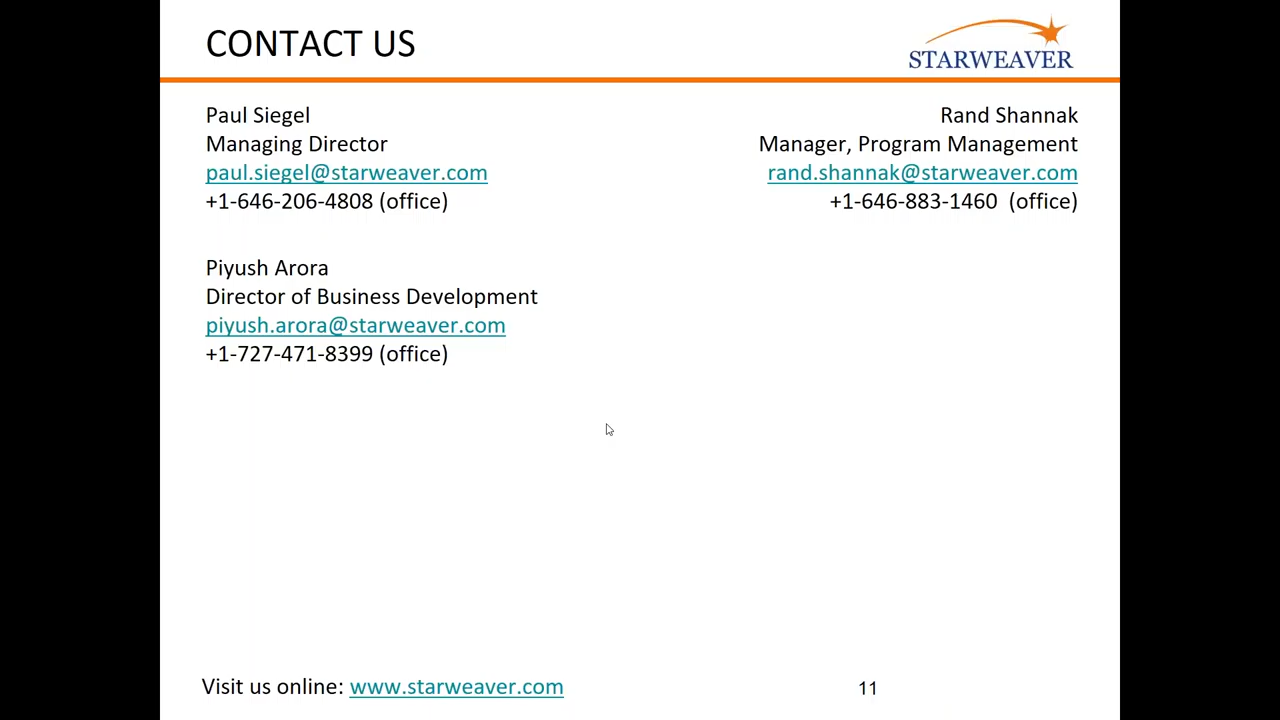 CONTACT US
STARWEAVER
Paul Siegel
Managing Director
paul.siegel@starweaver.com
+1-646-206-4808 (office)
Rand Shannak
Manager, Program Management
rand.shannak@starweaver.com
+1-646-883-1460  (office)
Piyush Arora
Director of Business Development
piyush.arora@starweaver.com
+1-727-471-8399 (office)
Visit us online: www.starweaver.com
11